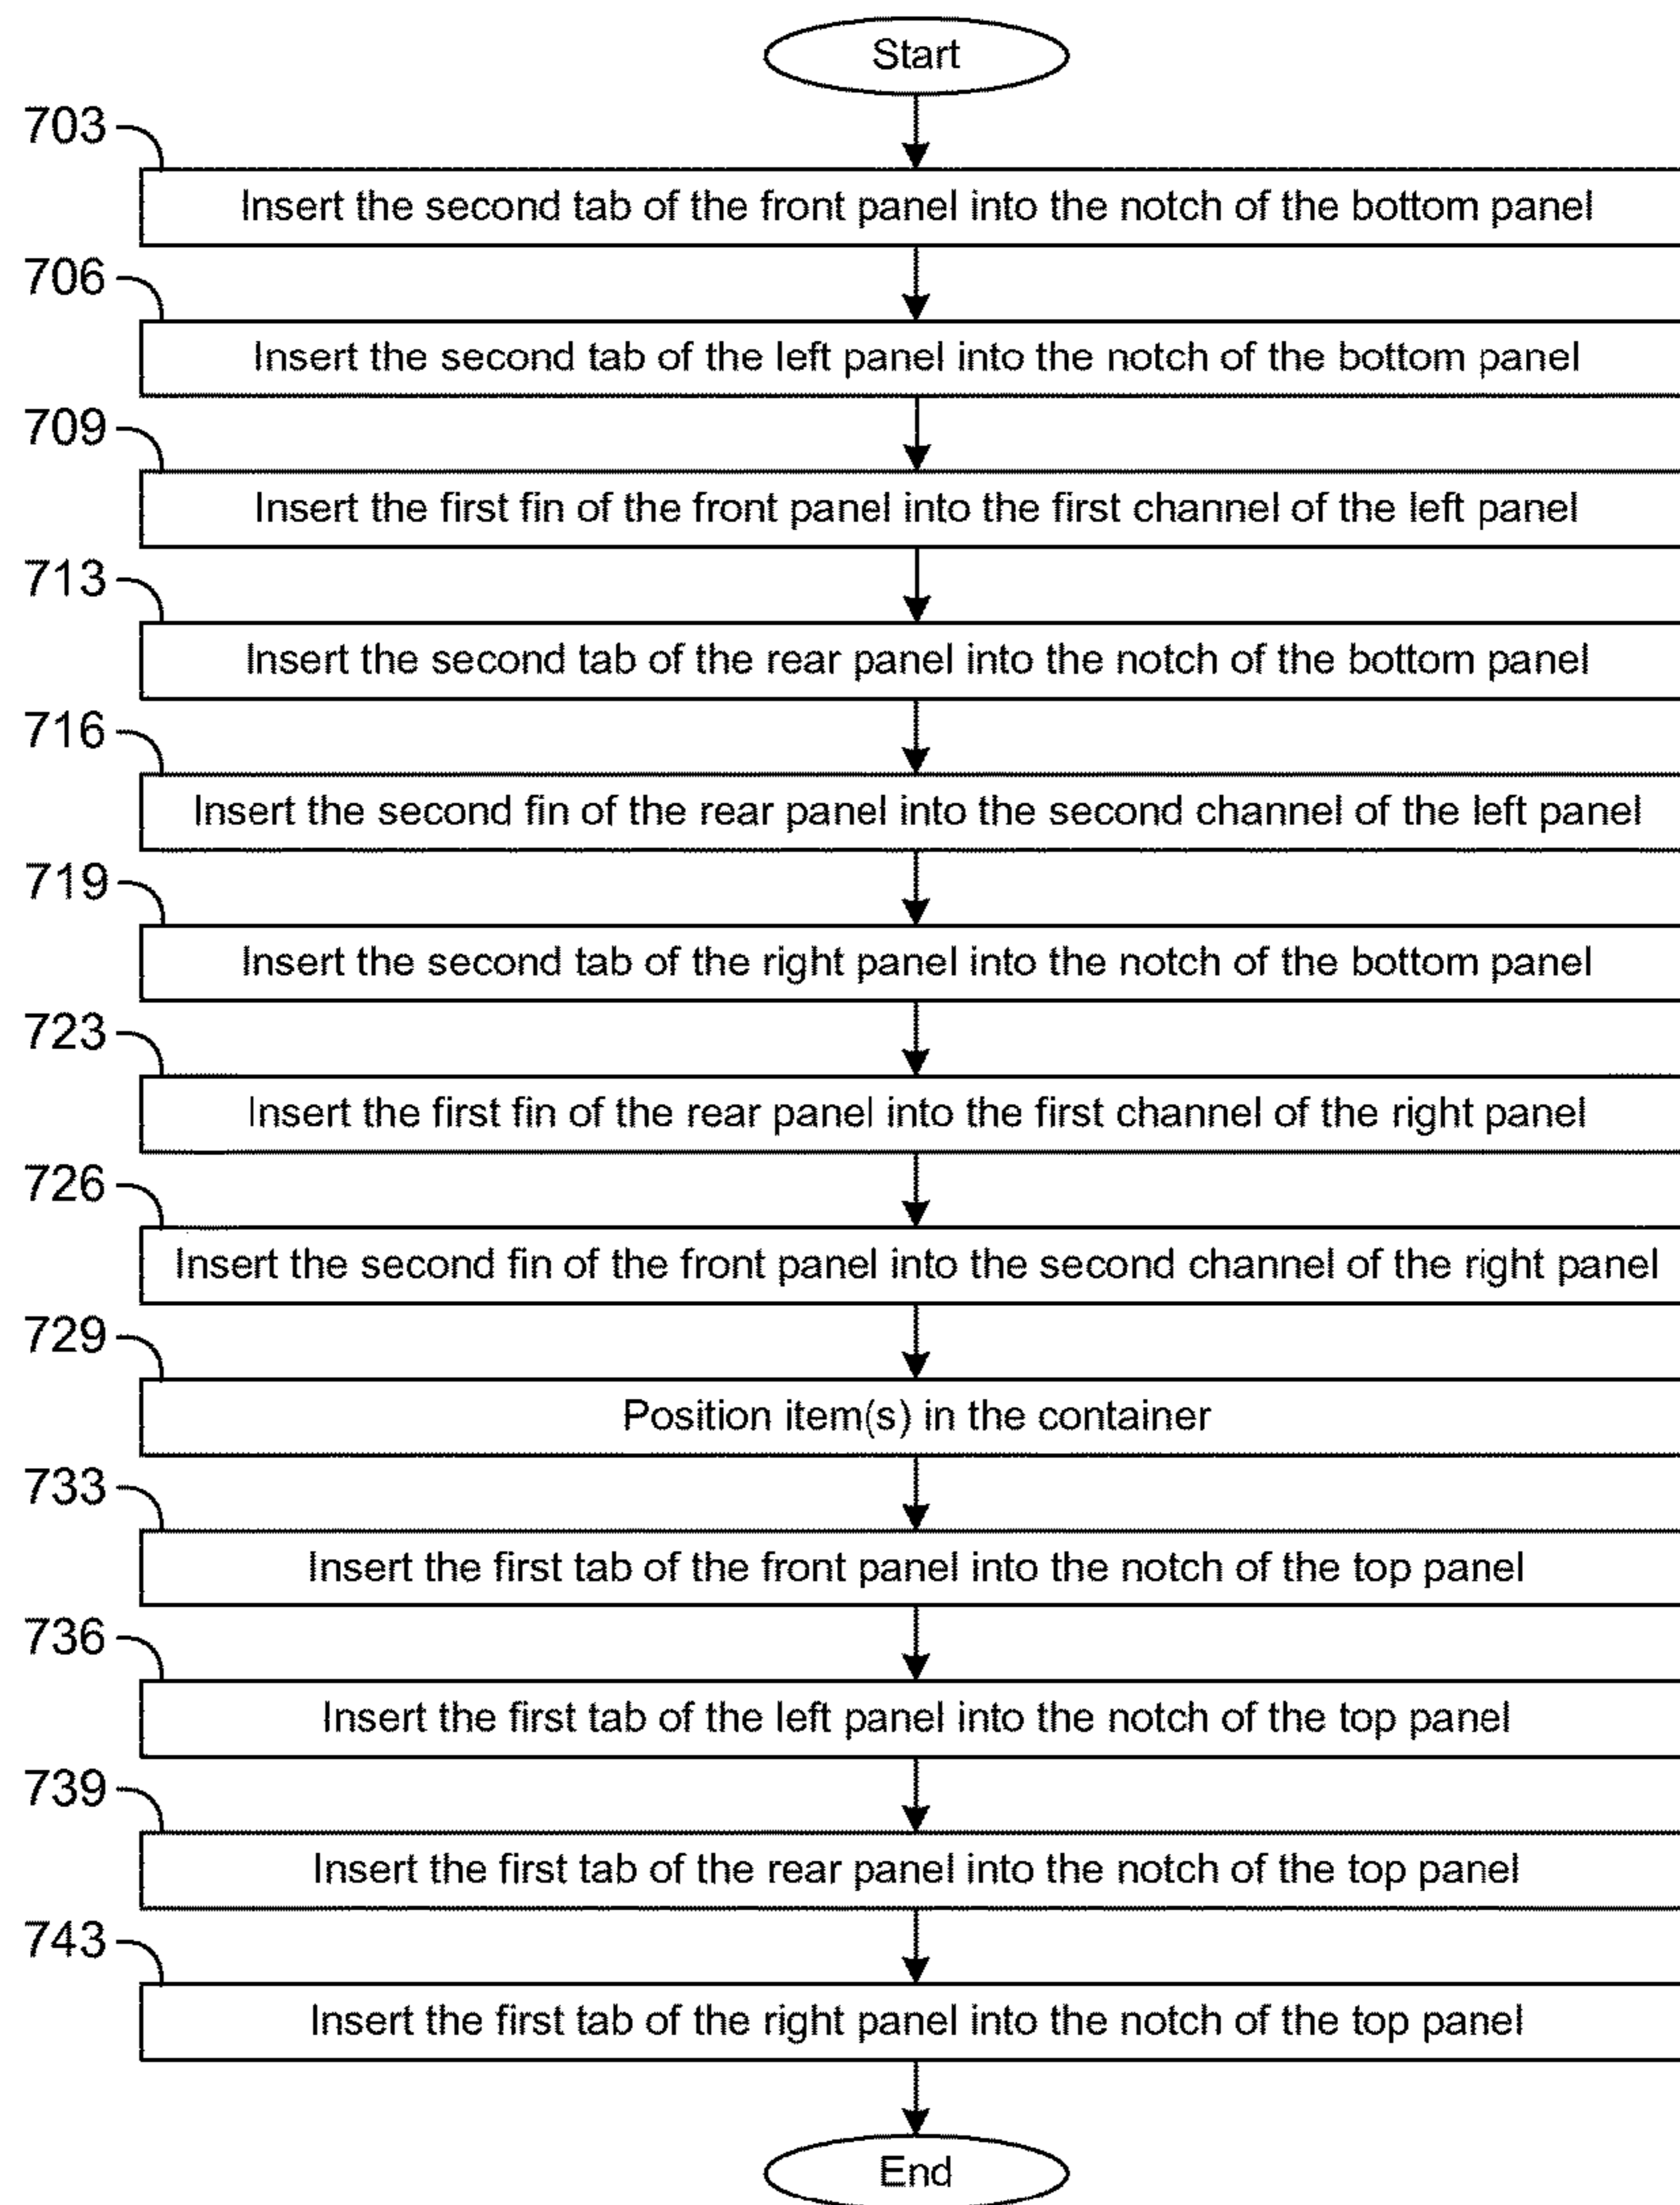 Start
703
Insert the second tab of the front panel into the notch of the bottom panel
706
Insert the second tab of the left panel into the notch of the bottom panel
709
Insert the first fin of the front panel into the first channel of the left panel
713
Insert the second tab of the rear panel into the notch of the bottom panel
716
Insert the second fin of the rear panel into the second channel of the left panel
719
Insert the second tab of the right panel into the notch of the bottom panel
723
Insert the first fin of the rear panel into the first channel of the right panel
726
Insert the second fin of the front panel into the second channel of the right panel
729
Position item(s) in the container
733
Insert the first tab of the front panel into the notch of the top panel
736
Insert the first tab of the left panel into the notch of the top panel
739
Insert the first tab of the rear panel into the notch of the top panel
743
Insert the first tab of the right panel into the notch of the top panel
End